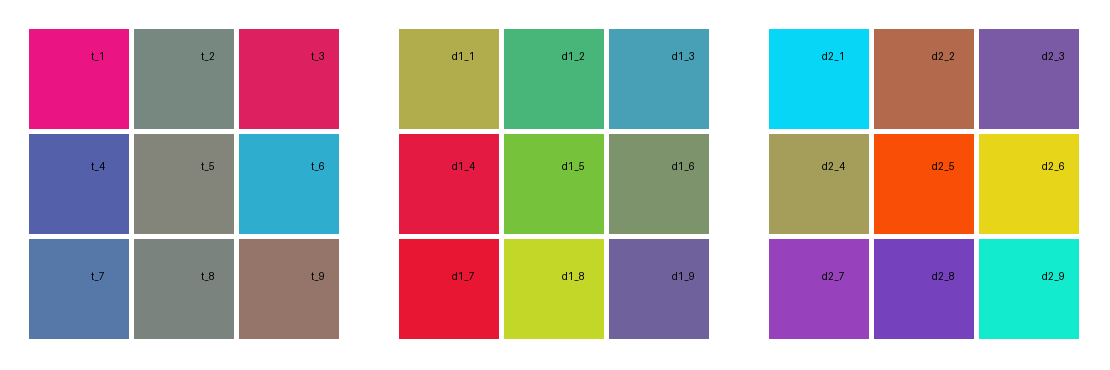 t_1 t_2 t_3 d1_1 d1_2 d1_3 d2_1 d2_2 d2_3
t_4 t_5 t_6 d1_4 d1_5 d1_6 d2_4 d2_5 d2_6
t_7 t_8 t_9 d1_7 d1_8 d1_9 d2_7 d2_8 d2_9